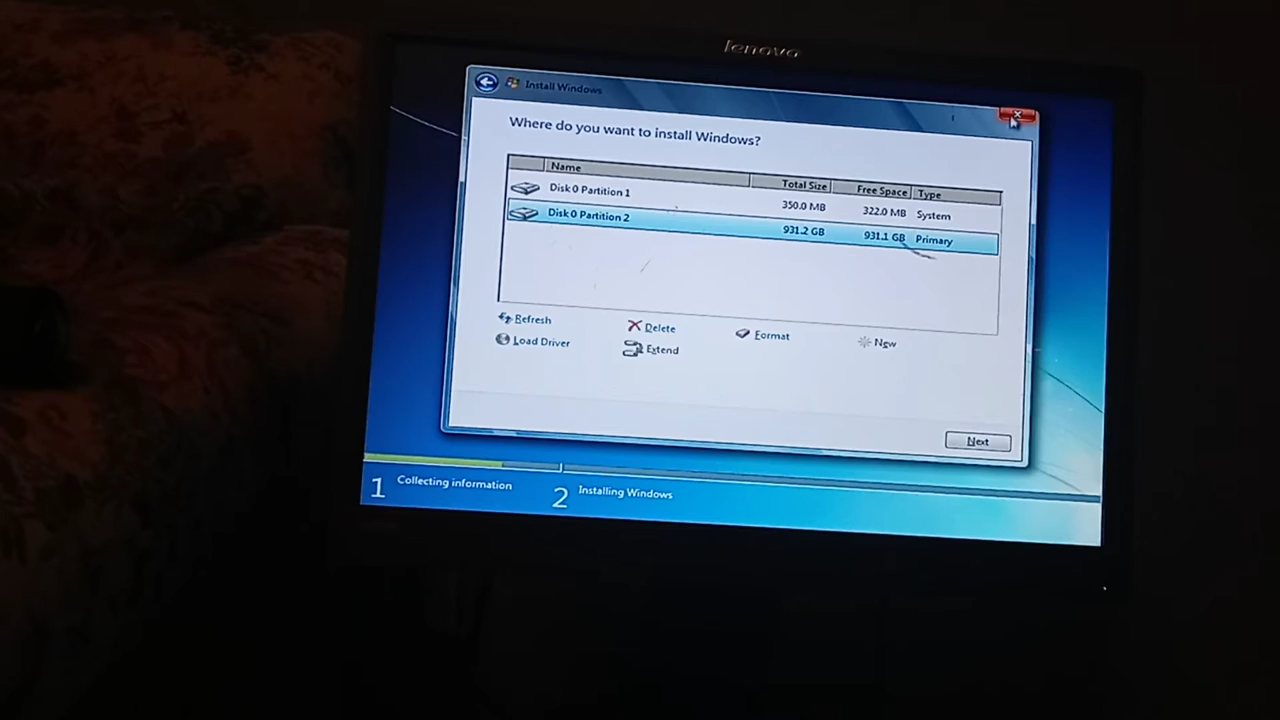 lenovo
Install Windows
Where do you want to install Windows?
Name Total Size Free Space Type
Disk 0 Partition 1 350.0 MB 322.0 MB System
Disk 0 Partition 2 931.2 GB 931.1 GB Primary
Refresh Delete Format New
Load Driver Extend
Next
1 Collecting information 2 Installing Windows